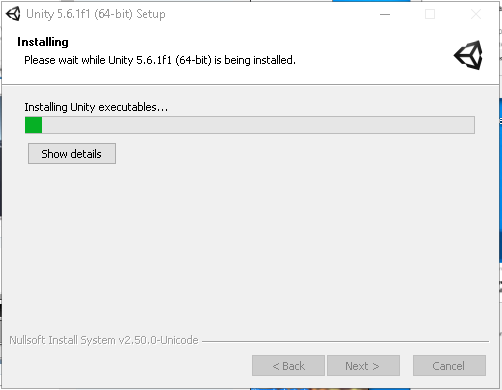 Unity 5.6.1f1 (64-bit) Setup
Installing
Please wait while Unity 5.6.1f1 (64-bit) is being installed.
Installing Unity executables...
Show details
Nullsoft Install System v2.50.0-Unicode
< Back
Next >
Cancel